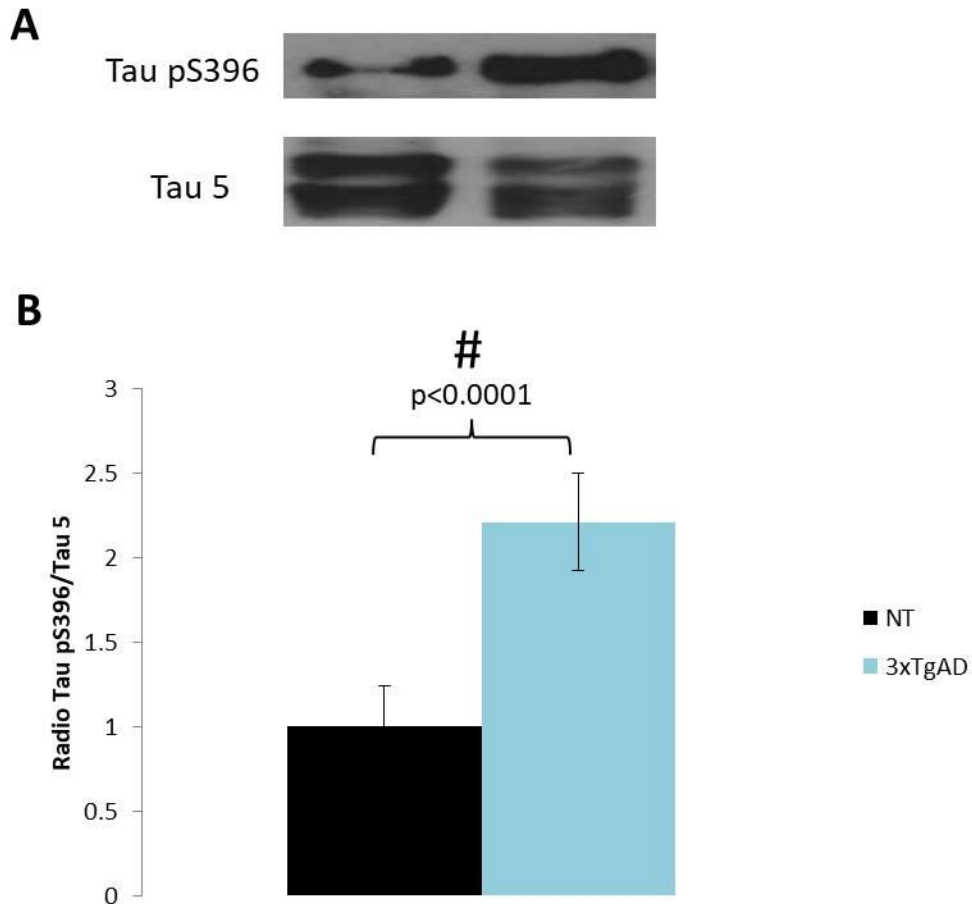 A
Tau pS396
Tau 5
B
#
p<0.0001
3
2.5
2
1.5
1
0.5
0
Radio Tau pS396/Tau 5
NT
3xTgAD